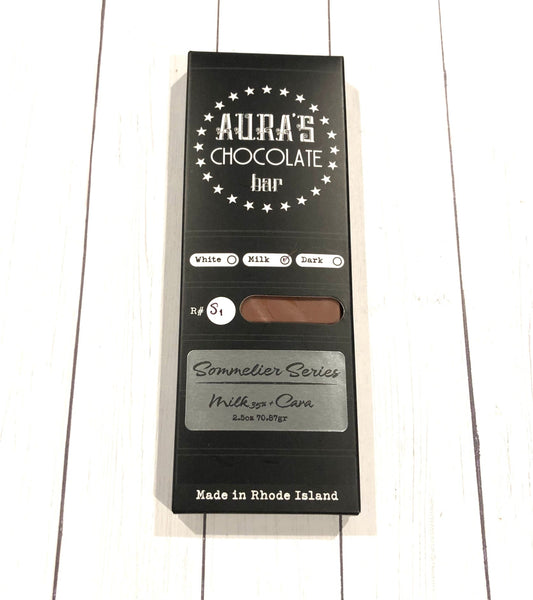 AURA'S
CHOCOLATE
bar
White Milk Dark
R# S1
Sommelier Series
Milk 35% + Cava
2.5oz 70.87gr
Made in Rhode Island